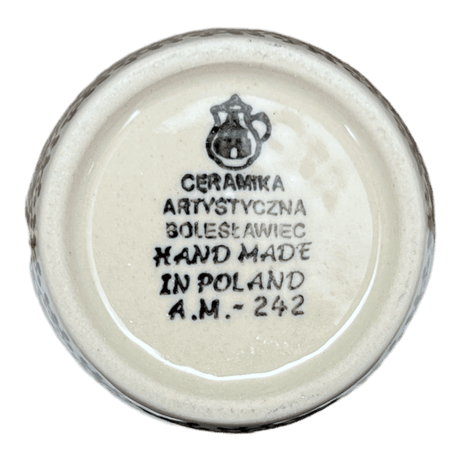 CERAMIKA
ARTYSTYCZNA
BOLESŁAWIEC
HAND MADE
IN POLAND
A.M.- 242